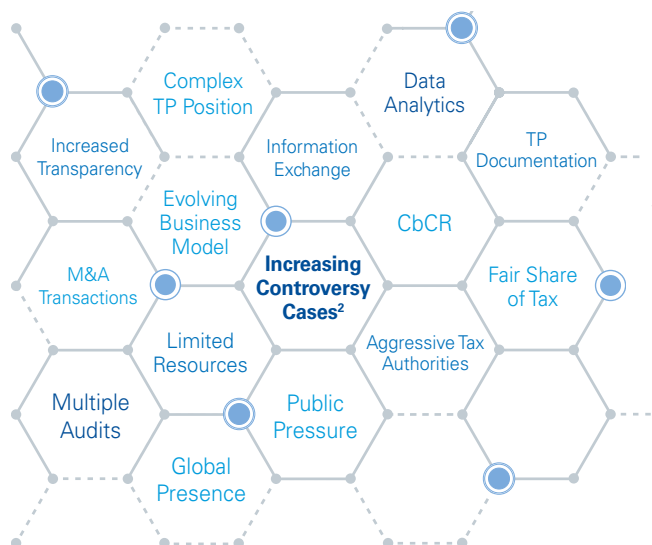 Complex
TP Position
Data
Analytics
Increased
Transparency
Information
Exchange
TP
Documentation
Evolving
Business
Model
CbCR
M&A
Transactions
Increasing
Controversy
Cases²
Fair Share
of Tax
Limited
Resources
Aggressive Tax
Authorities
Multiple
Audits
Public
Pressure
Global
Presence